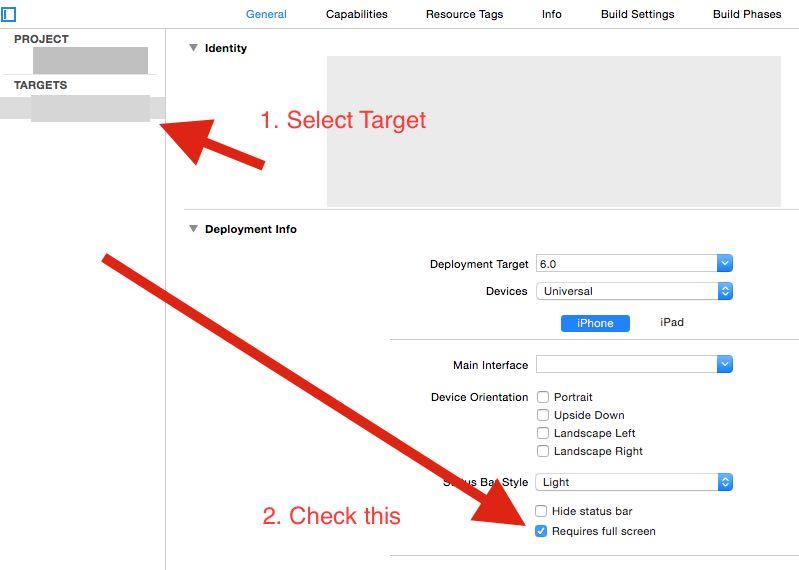 General Capabilities Resource Tags Info Build Settings Build Phases
PROJECT
TARGETS
Identity
1. Select Target
Deployment Info
Deployment Target 6.0
Devices Universal
iPhone iPad
Main Interface
Device Orientation Portrait
Upside Down
Landscape Left
Landscape Right
Status Bar Style Light
Hide status bar
2. Check this
Requires full screen